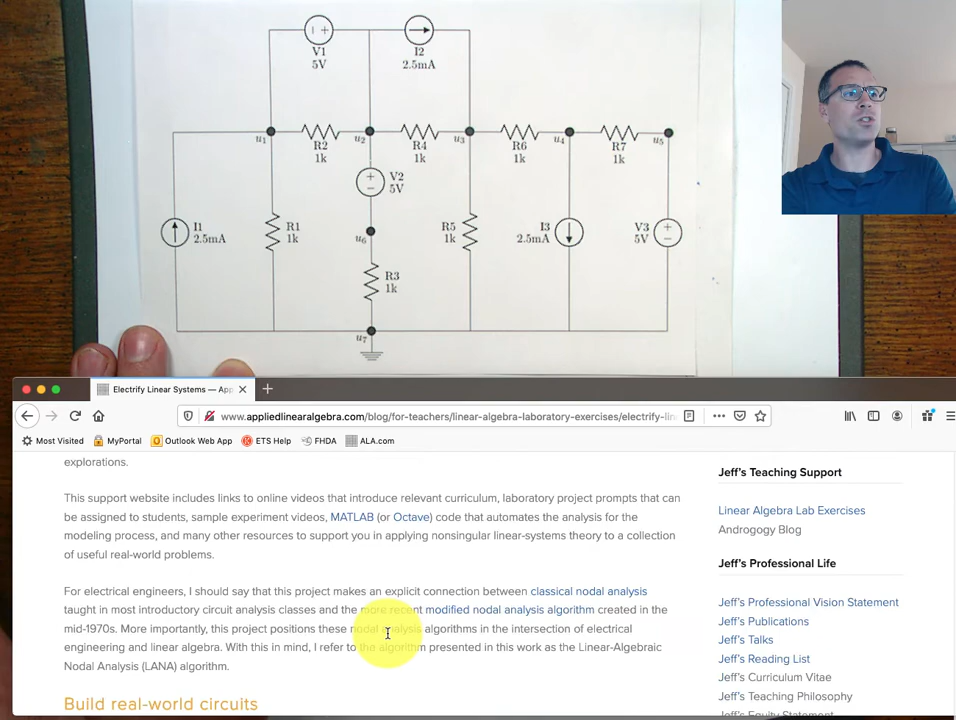 V1
5V
I2
2.5mA
u1
R2
1k
u2
R4
1k
u3
R6
1k
u4
R7
1k
u5
V2
5V
I1
2.5mA
R1
1k
u6
R5
1k
I3
2.5mA
V3
5V
R3
1k
u7
Electrify Linear Systems — App
www.appliedlinearalgebra.com/blog/for-teachers/linear-algebra-laboratory-exercises/electrify-lin
Most Visited MyPortal Outlook Web App ETS Help FHDA ALA.com
explorations.
This support website includes links to online videos that introduce relevant curriculum, laboratory project prompts that can
be assigned to students, sample experiment videos, MATLAB (or Octave) code that automates the analysis for the
modeling process, and many other resources to support you in applying nonsingular linear-systems theory to a collection
of useful real-world problems.
For electrical engineers, I should say that this project makes an explicit connection between classical nodal analysis
taught in most introductory circuit analysis classes and the more recent modified nodal analysis algorithm created in the
mid-1970s. More importantly, this project positions these nodal analysis algorithms in the intersection of electrical
engineering and linear algebra. With this in mind, I refer to the algorithm presented in this work as the Linear-Algebraic
Nodal Analysis (LANA) algorithm.
Build real-world circuits
Jeff's Teaching Support
Linear Algebra Lab Exercises
Androgogy Blog
Jeff's Professional Life
Jeff's Professional Vision Statement
Jeff's Publications
Jeff's Talks
Jeff's Reading List
Jeff's Curriculum Vitae
Jeff's Teaching Philosophy
Jeff's Equity Statement